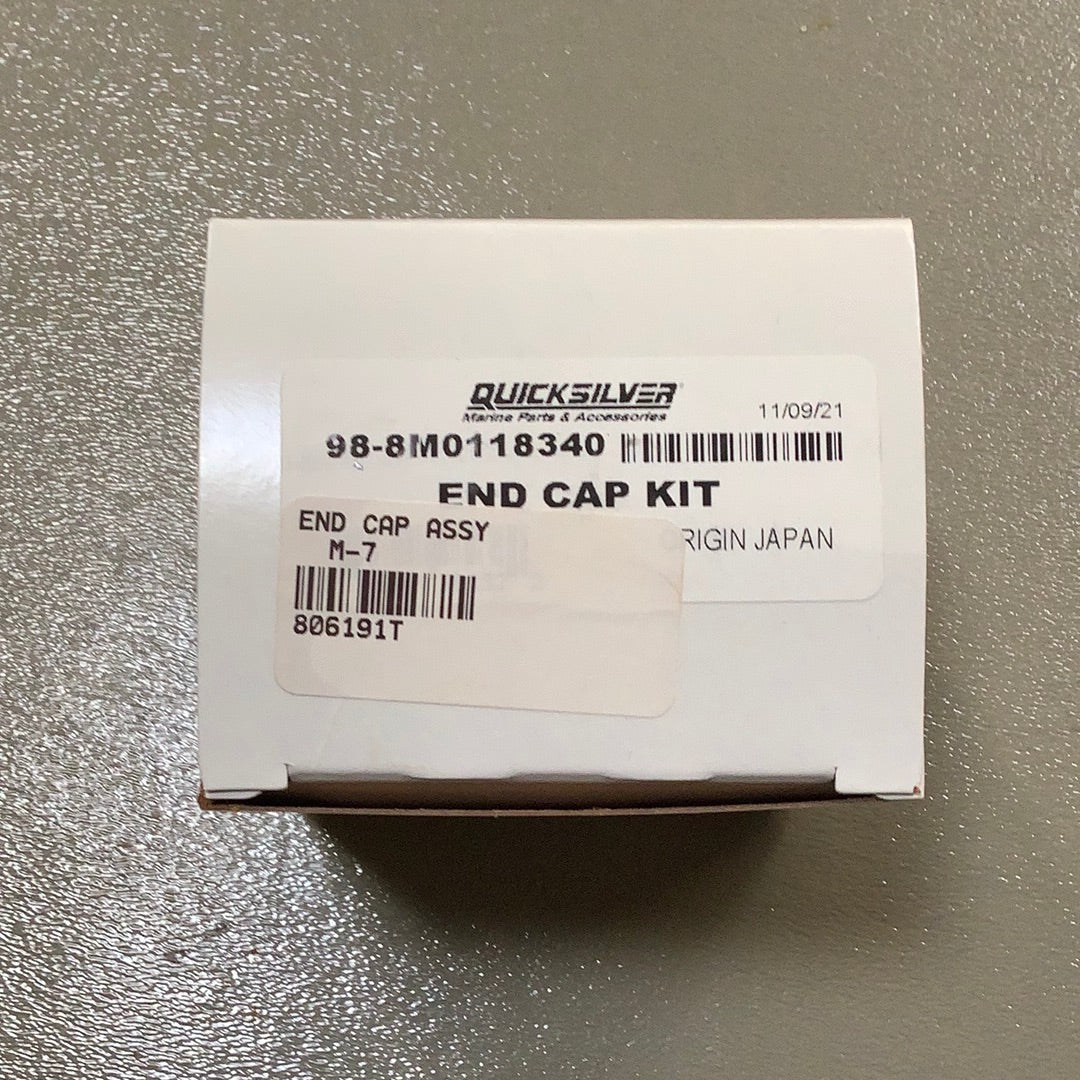 QUICKSILVER
Marine Parts & Accessories
11/09/21
98-8M0118340
END CAP KIT
RIGIN JAPAN
END CAP ASSY
M-7
806191T